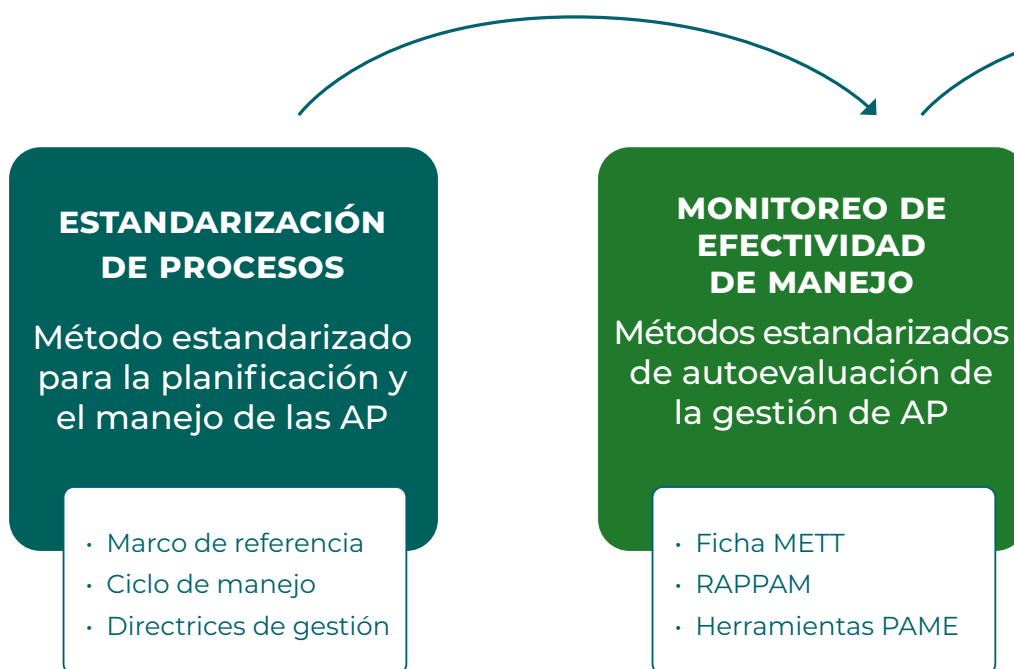 ESTANDARIZACIÓN
DE PROCESOS
Método estandarizado
para la planificación y
el manejo de las AP
· Marco de referencia
· Ciclo de manejo
· Directrices de gestión
MONITOREO DE
EFECTIVIDAD
DE MANEJO
Métodos estandarizados
de autoevaluación de
la gestión de AP
· Ficha METT
· RAPPAM
· Herramientas PAME